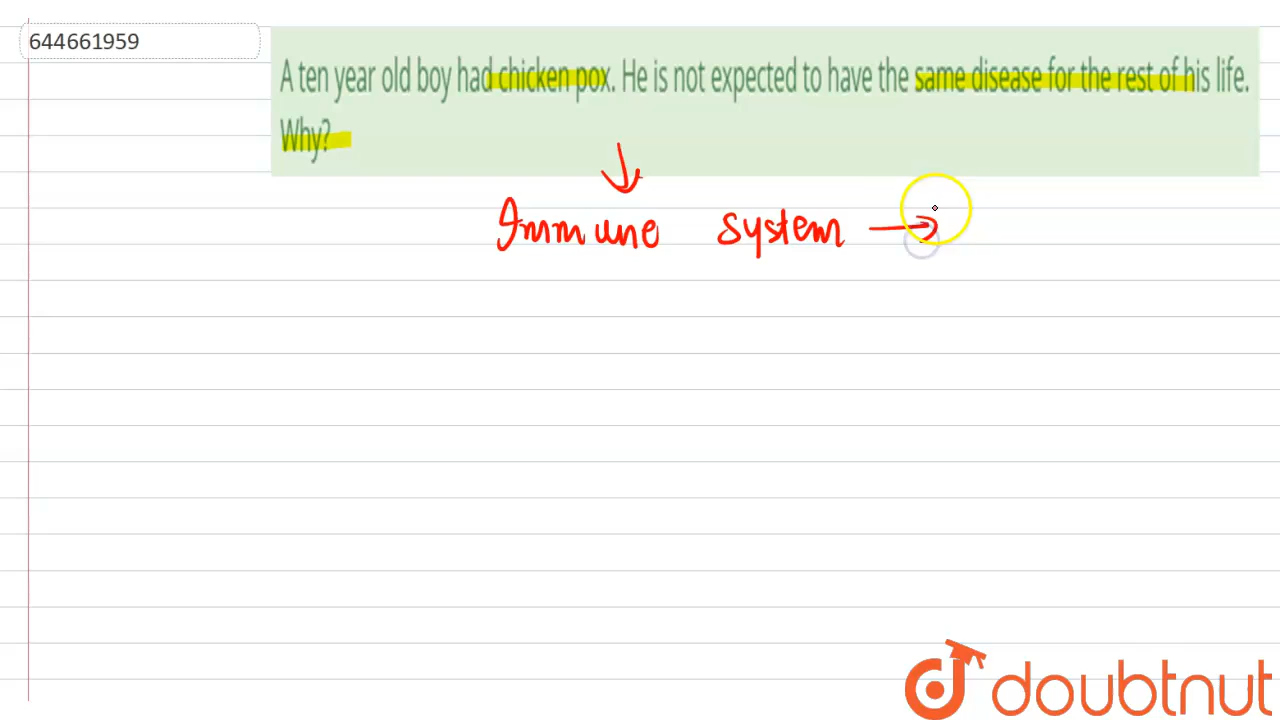 644661959
A ten year old boy had chicken pox. He is not expected to have the same disease for the rest of his life.
Why?
Immune system →
doubtnut